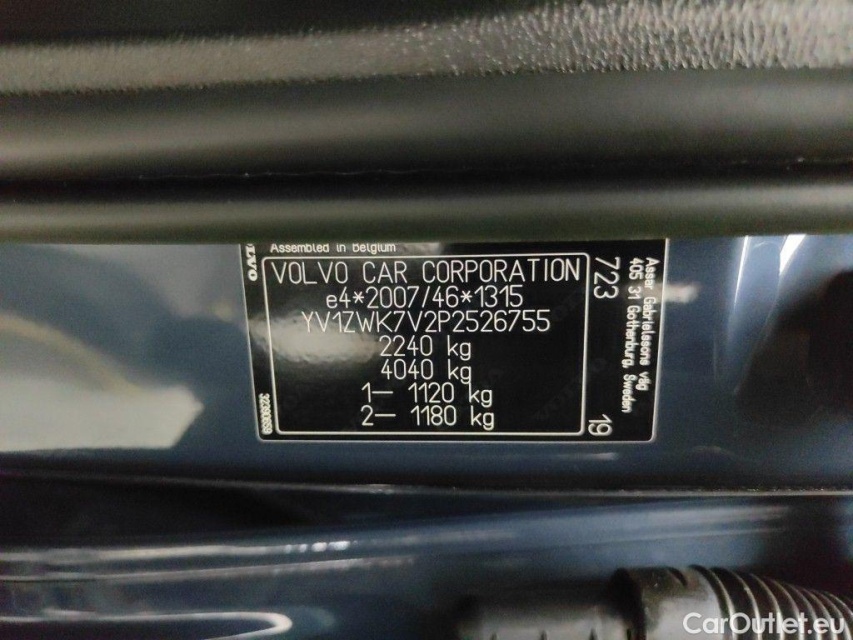 Assembled in Belgium
VOLVO
VOLVO CAR CORPORATION
e4*2007/46*1315
YV1ZWK7V2P2526755
2240 kg
4040 kg
1– 1120 kg
2– 1180 kg
723
19
Assar Gabrielssons väg
405 31 Gothenburg, Sweden
CarOutlet.eu